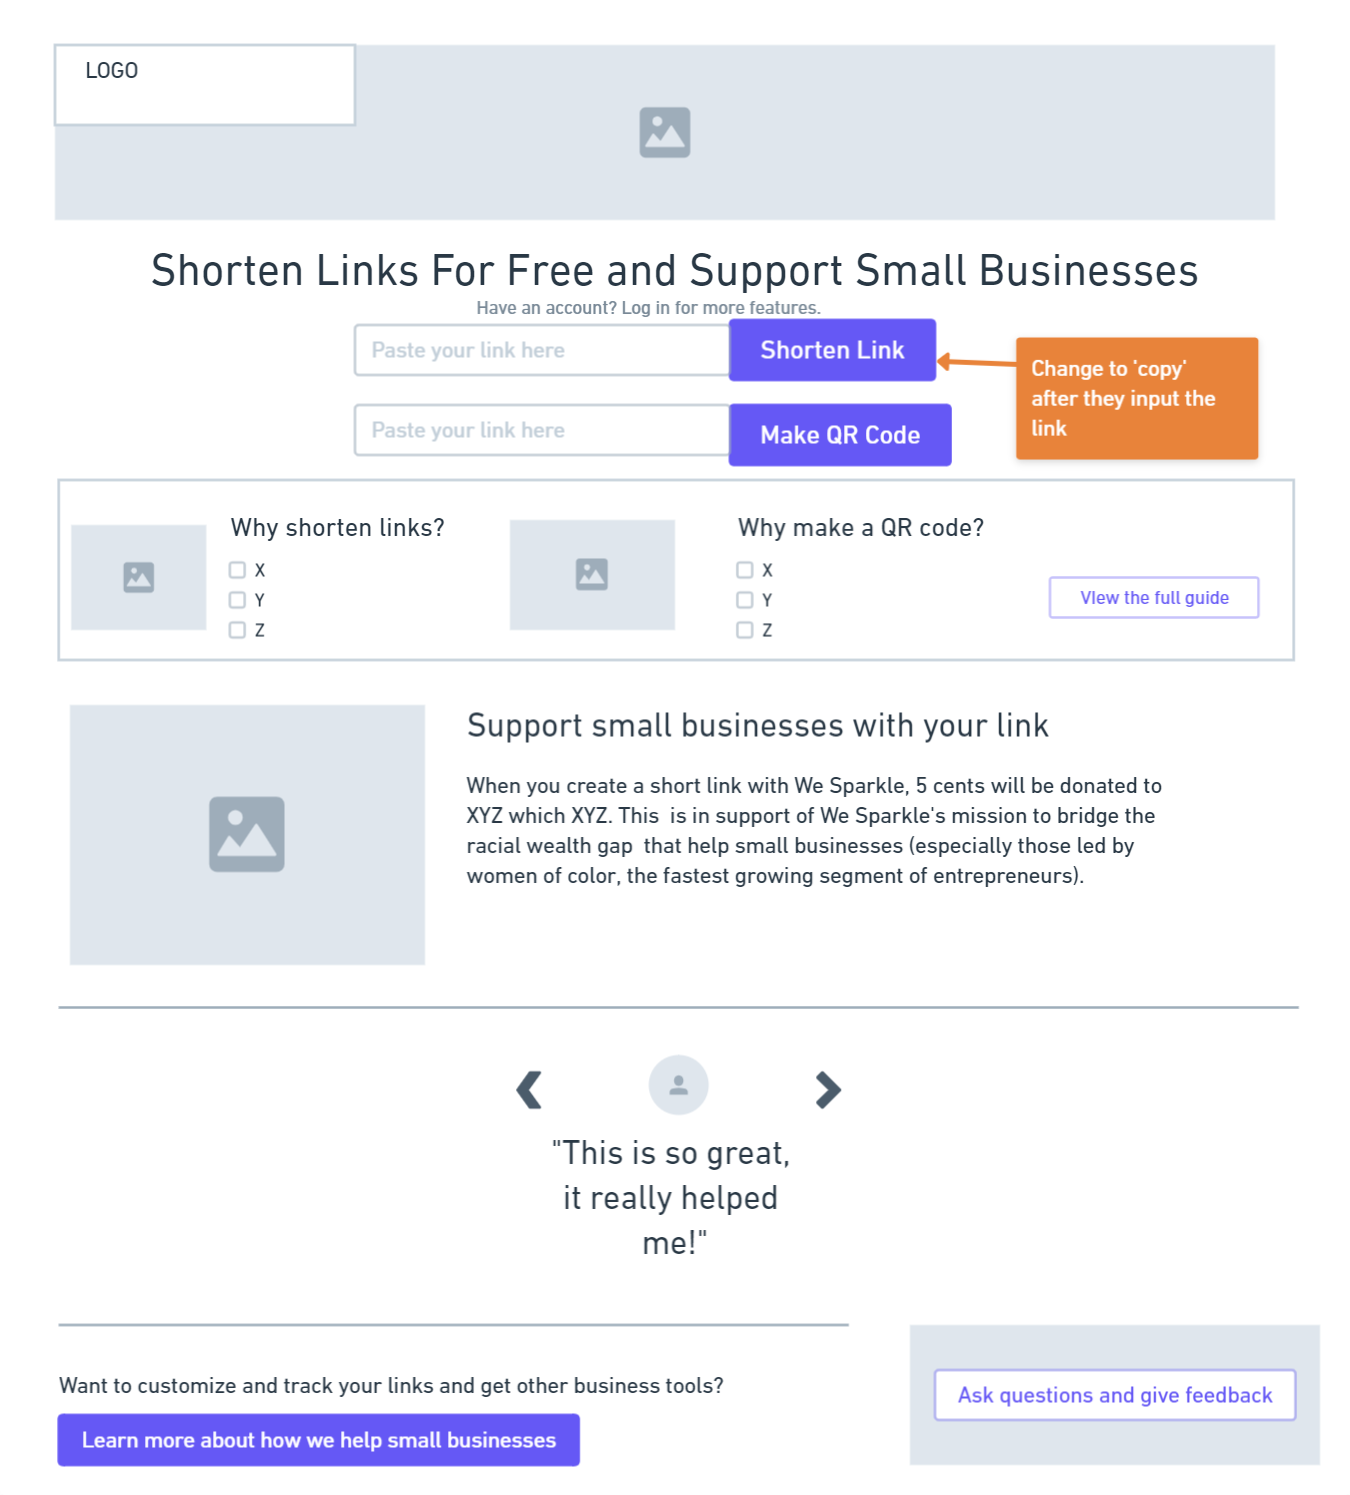 LOGO
Shorten Links For Free and Support Small Businesses
Have an account? Log in for more features.
Paste your link here
Shorten Link
Change to 'copy'
after they input the
link
Paste your link here
Make QR Code
Why shorten links?
X
Y
Z
Why make a QR code?
X
Y
Z
VIew the full guide
Support small businesses with your link
When you create a short link with We Sparkle, 5 cents will be donated to
XYZ which XYZ. This  is in support of We Sparkle's mission to bridge the
racial wealth gap  that help small businesses (especially those led by
women of color, the fastest growing segment of entrepreneurs).
"This is so great,
it really helped
me!"
Want to customize and track your links and get other business tools?
Learn more about how we help small businesses
Ask questions and give feedback